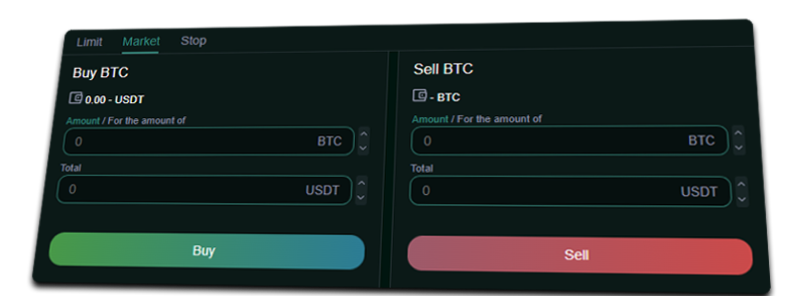 Limit Market Stop
Buy BTC
0.00 - USDT
Amount / For the amount of
0 BTC
Total
0 USDT
Buy
Sell BTC
- BTC
Amount / For the amount of
0 BTC
Total
0 USDT
Sell